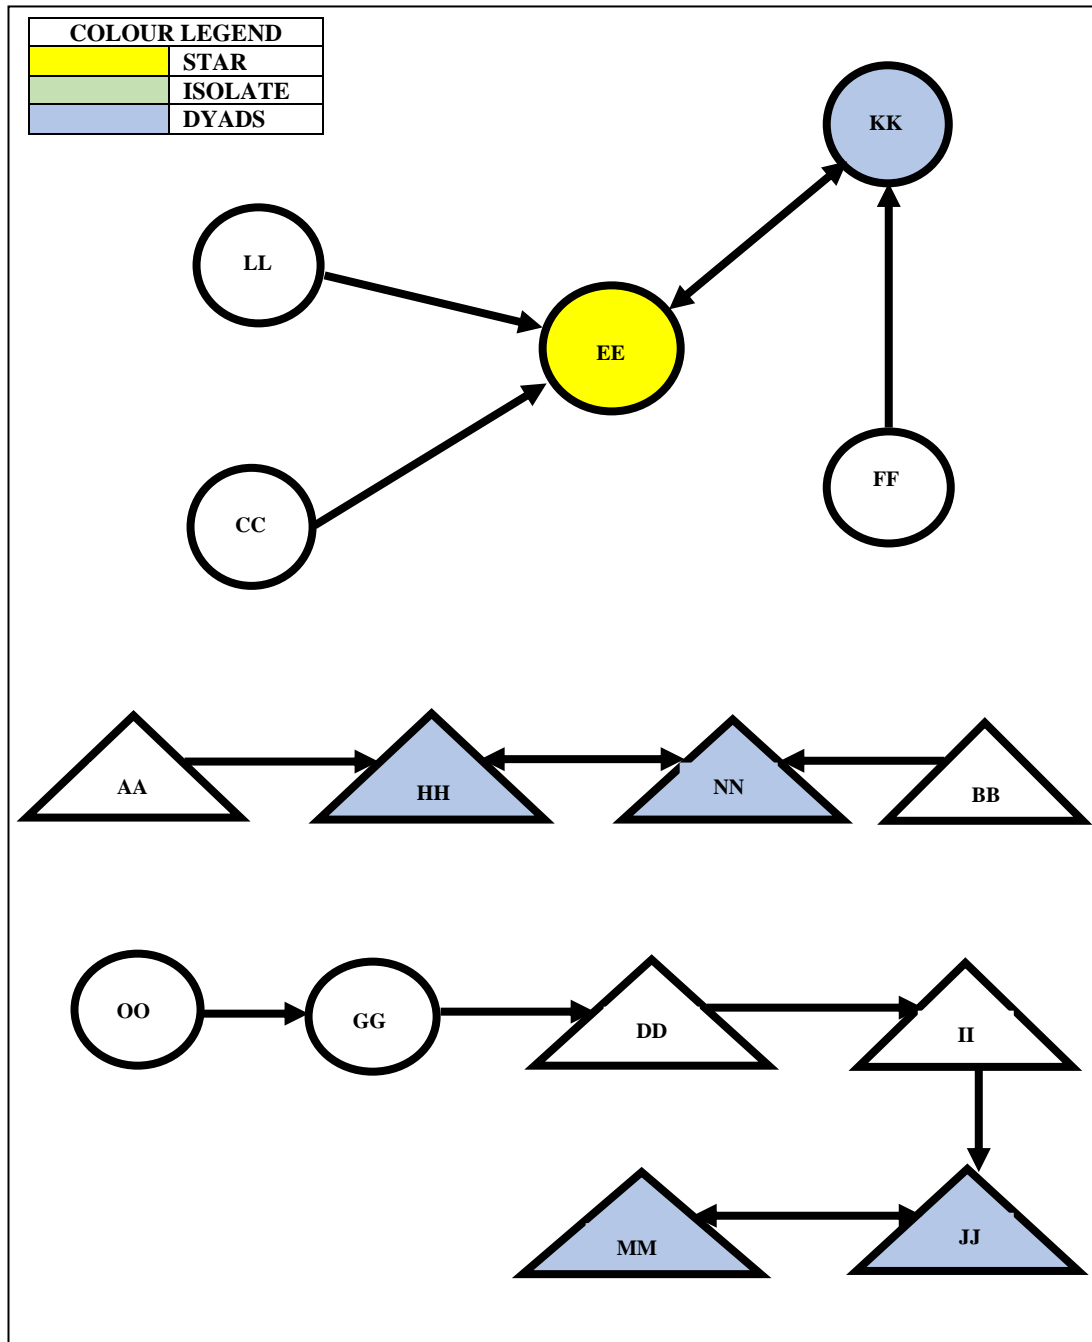 COLOUR LEGEND
STAR
ISOLATE
DYADS
KK
LL
EE
FF
CC
AA
HH
NN
BB
OO
GG
DD
II
MM
JJ